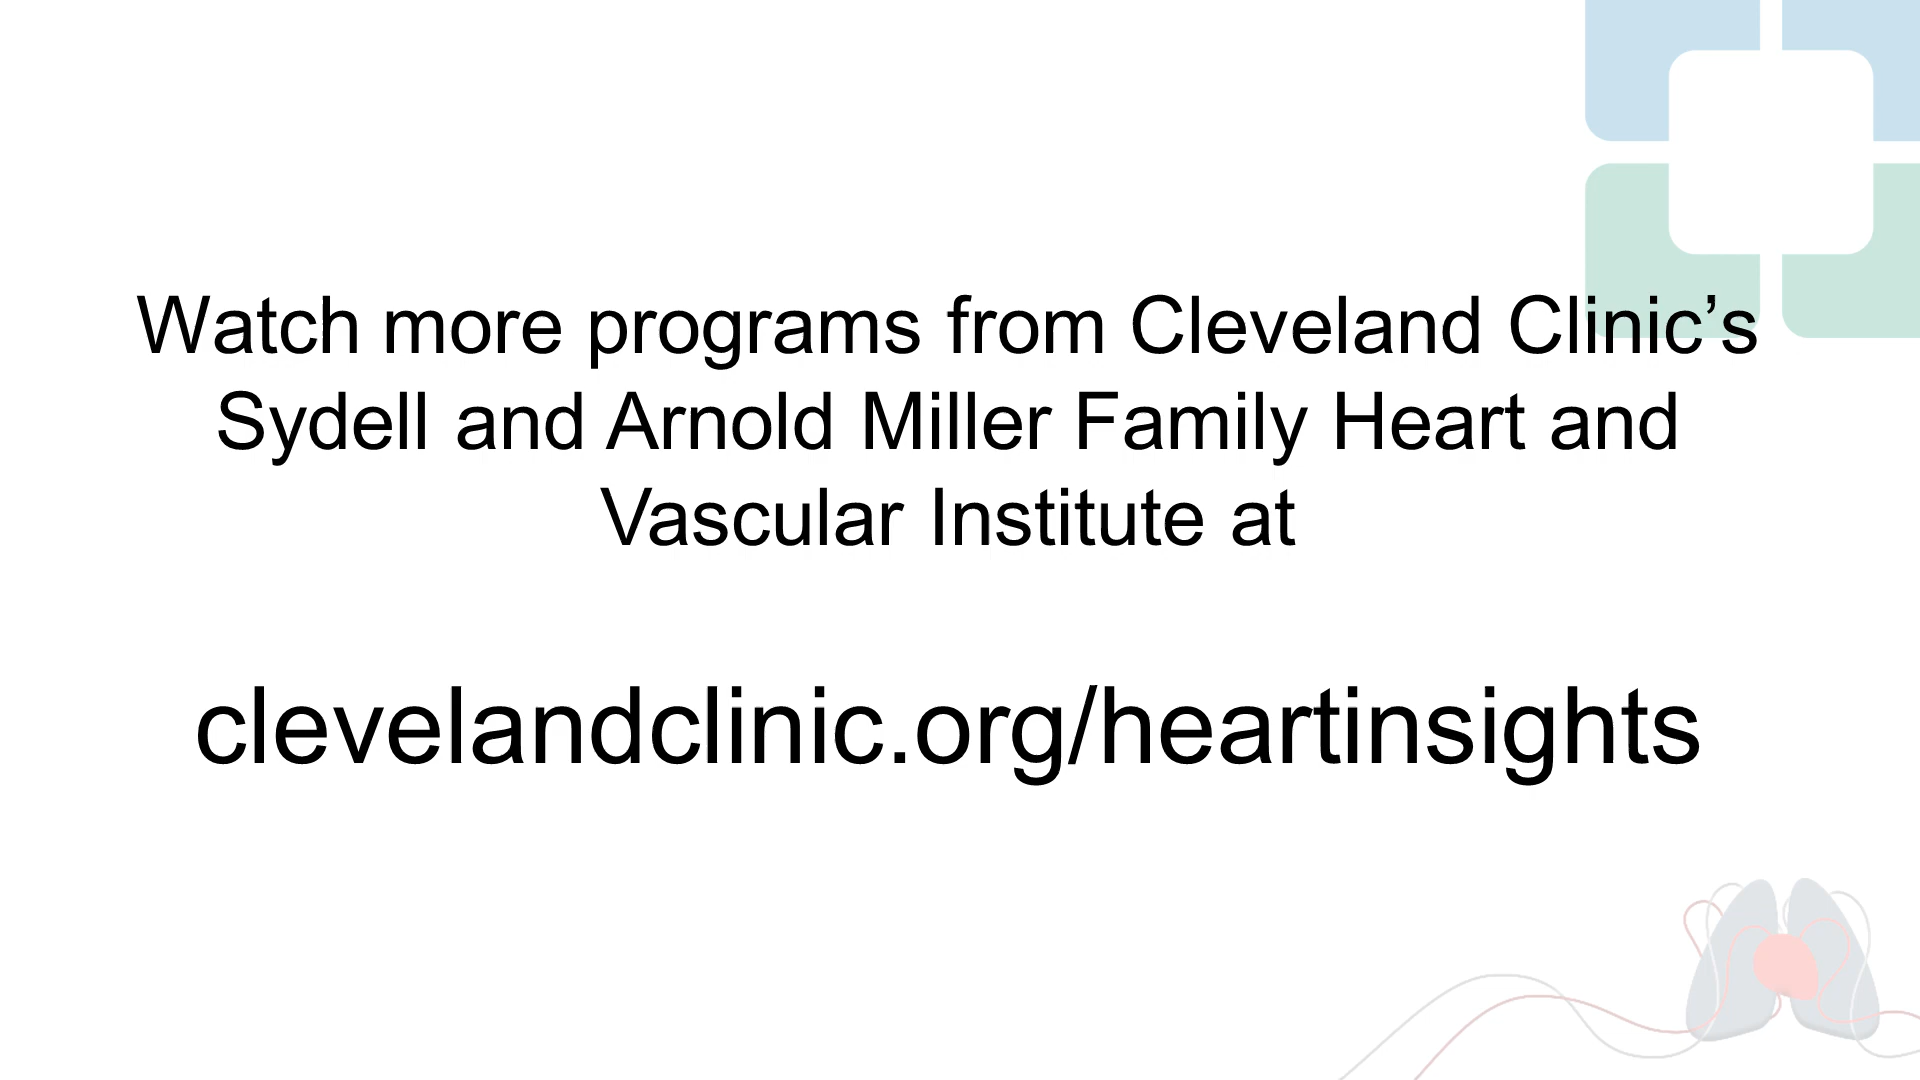 Watch more programs from Cleveland Clinic’s
Sydell and Arnold Miller Family Heart and
Vascular Institute at
clevelandclinic.org/heartinsights